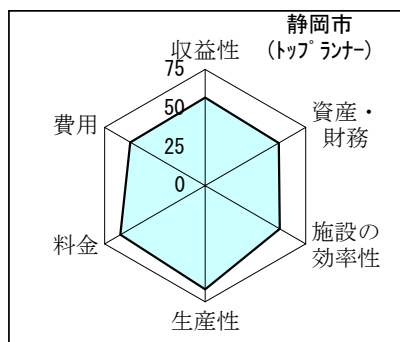 静岡市
(ﾄｯﾌﾟﾗﾝﾅｰ)
収益性
75
50
25
0
資産・
財務
施設の
効率性
生産性
料金
費用